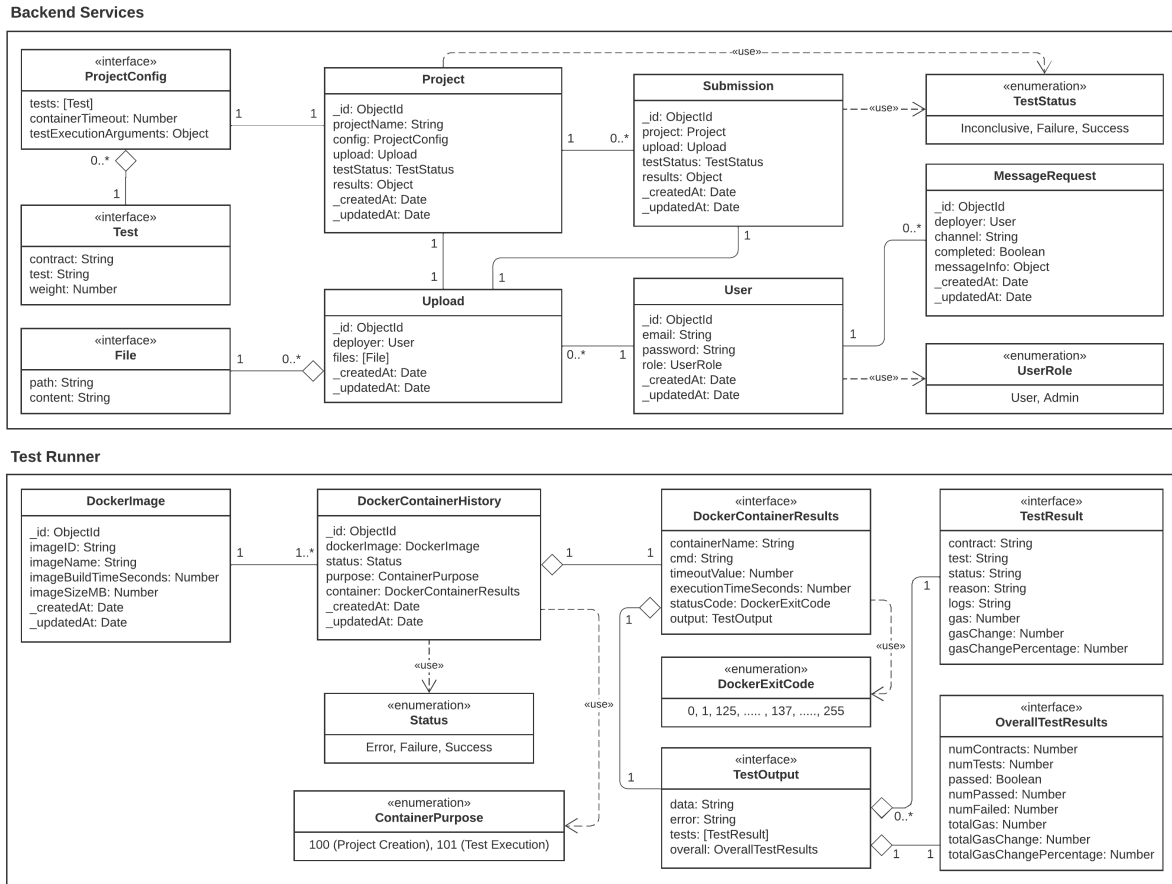 Backend Services
«interface»
ProjectConfig
tests: [Test]
containerTimeout: Number
testExecutionArguments: Object
1
1
0..*
1
«interface»
Test
contract: String
test: String
weight: Number
«interface»
File
path: String
content: String
1
0..*
Project
_id: ObjectId
projectName: String
config: ProjectConfig
upload: Upload
testStatus: TestStatus
results: Object
_createdAt: Date
_updatedAt: Date
«use»
1
0..*
1
1
Submission
_id: ObjectId
project: Project
upload: Upload
testStatus: TestStatus
results: Object
_createdAt: Date
_updatedAt: Date
1
1
«use»
«enumeration»
TestStatus
Inconclusive, Failure, Success
Upload
_id: ObjectId
deployer: User
files: [File]
_createdAt: Date
_updatedAt: Date
0..*
1
User
_id: ObjectId
email: String
password: String
role: UserRole
_createdAt: Date
_updatedAt: Date
1
0..*
MessageRequest
_id: ObjectId
deployer: User
channel: String
completed: Boolean
messageInfo: Object
_createdAt: Date
_updatedAt: Date
«use»
«enumeration»
UserRole
User, Admin
Test Runner
DockerImage
_id: ObjectId
imageID: String
imageName: String
imageBuildTimeSeconds: Number
imageSizeMB: Number
_createdAt: Date
_updatedAt: Date
1
1..*
DockerContainerHistory
_id: ObjectId
dockerImage: DockerImage
status: Status
purpose: ContainerPurpose
container: DockerContainerResults
_createdAt: Date
_updatedAt: Date
1
1
«use»
«enumeration»
Status
Error, Failure, Success
«use»
«enumeration»
ContainerPurpose
100 (Project Creation), 101 (Test Execution)
«interface»
DockerContainerResults
containerName: String
cmd: String
timeoutValue: Number
executionTimeSeconds: Number
statusCode: DockerExitCode
output: TestOutput
1
1
«use»
«enumeration»
DockerExitCode
0, 1, 125, ..... , 137, ....., 255
«interface»
TestOutput
data: String
error: String
tests: [TestResult]
overall: OverallTestResults
1
0..*
1
1
«interface»
TestResult
contract: String
test: String
status: String
reason: String
logs: String
gas: Number
gasChange: Number
gasChangePercentage: Number
«interface»
OverallTestResults
numContracts: Number
numTests: Number
passed: Boolean
numPassed: Number
numFailed: Number
totalGas: Number
totalGasChange: Number
totalGasChangePercentage: Number